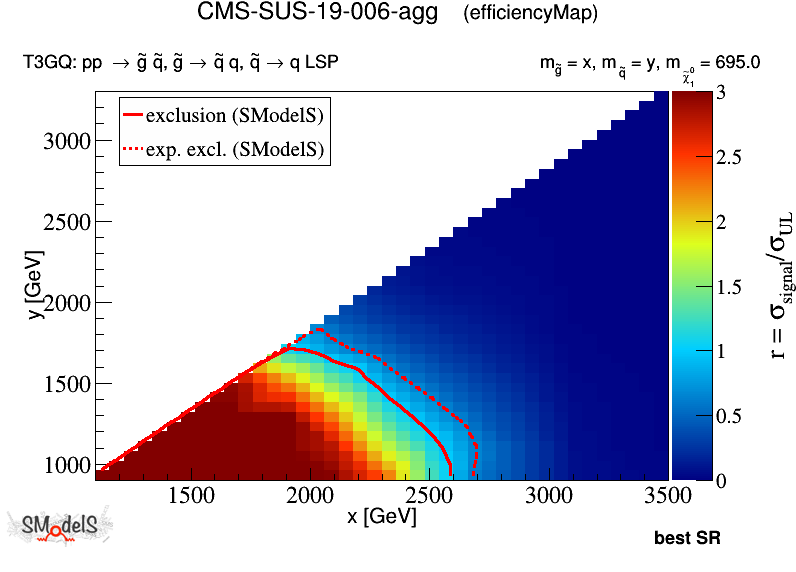 CMS-SUS-19-006-agg (efficiencyMap)
T3GQ: pp → g̃ q̃, g̃ → q̃ q, q̃ → q LSP
m_g̃ = x, m_q̃ = y, m_χ̃₁⁰ = 695.0
exclusion (SModelS)
exp. excl. (SModelS)
3000
2500
2000
1500
1000
y [GeV]
1500
2000
2500
3000
3500
x [GeV]
3
2.5
2
1.5
1
0.5
0
r = σ_signal/σ_UL
SModelS
best SR